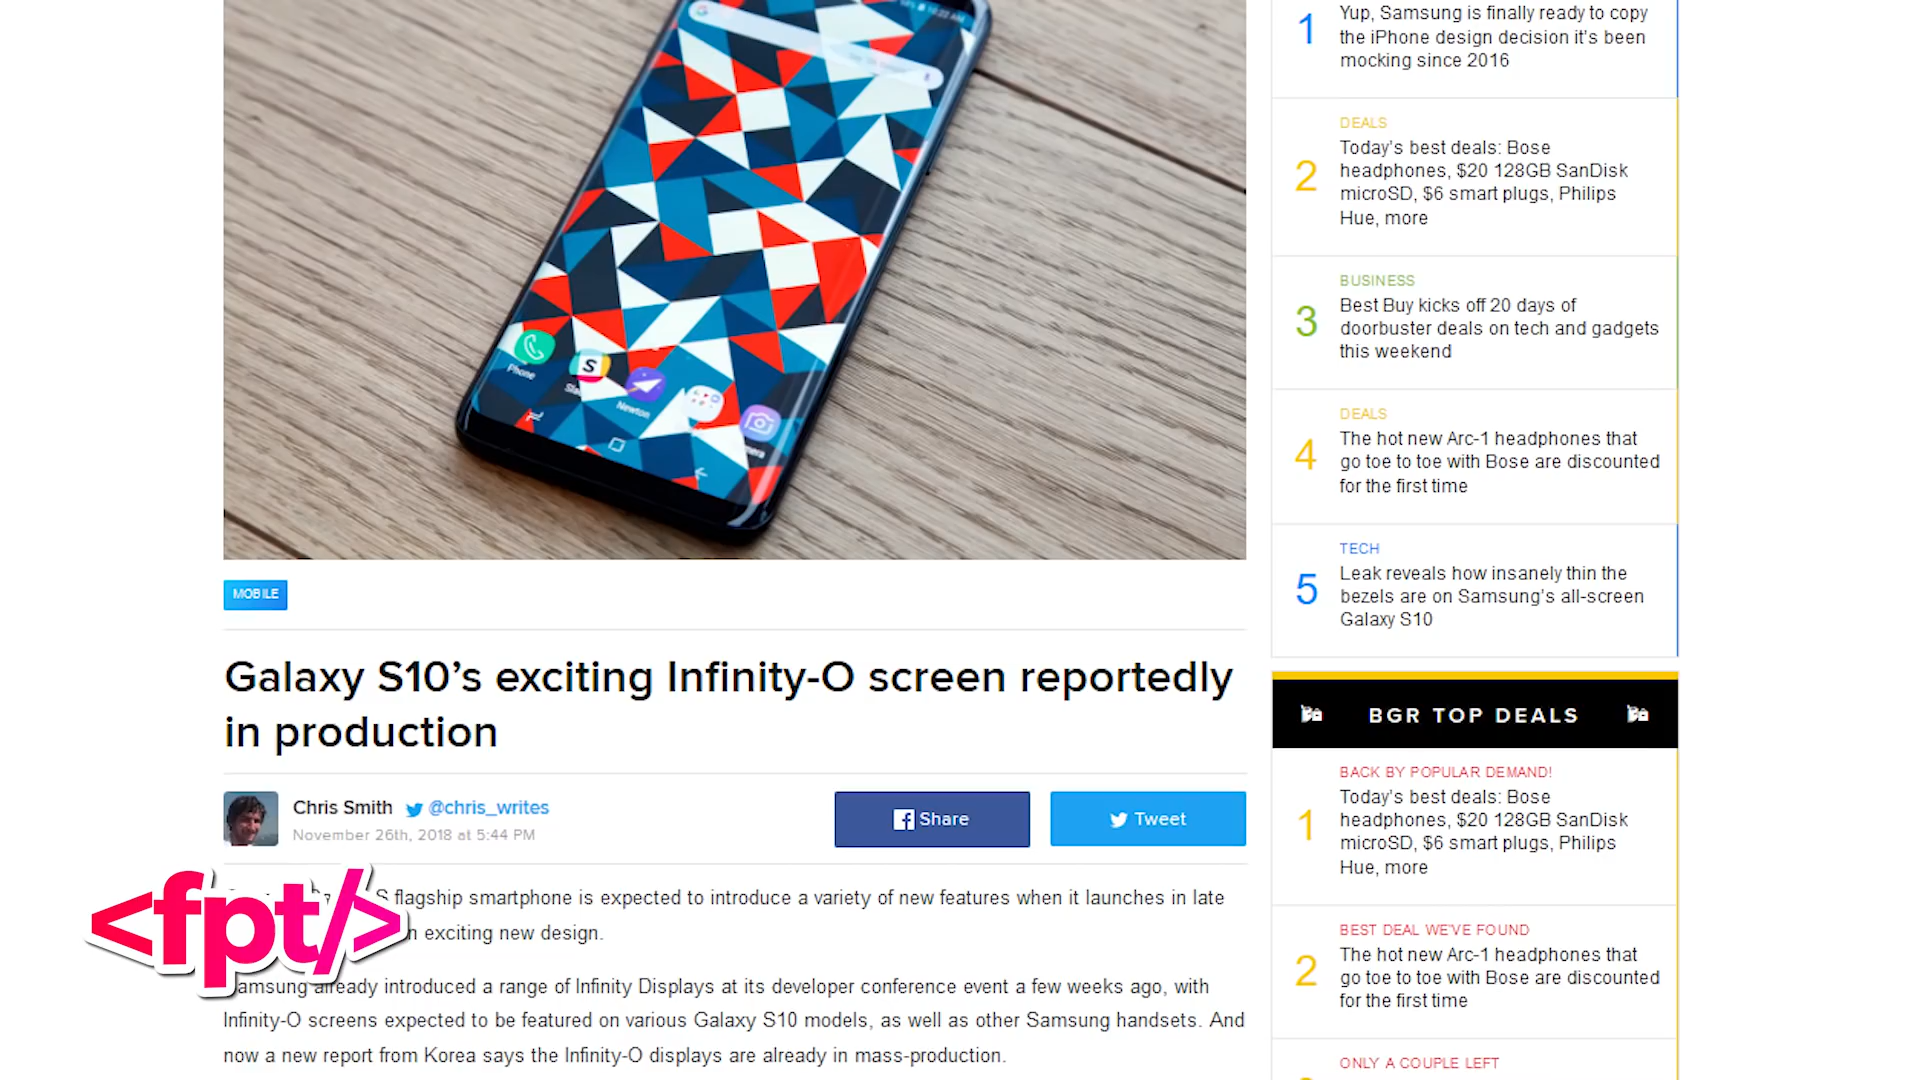 10:22 AM
Phone
Newton
MOBILE
Galaxy S10’s exciting Infinity-O screen reportedly
in production
Chris Smith @chris_writes
November 26th, 2018 at 5:44 PM
Share
Tweet
flagship smartphone is expected to introduce a variety of new features when it launches in late
exciting new design.
Samsung already introduced a range of Infinity Displays at its developer conference event a few weeks ago, with
Infinity-O screens expected to be featured on various Galaxy S10 models, as well as other Samsung handsets. And
now a new report from Korea says the Infinity-O displays are already in mass-production.
<fpt/>
1
Yup, Samsung is finally ready to copy
the iPhone design decision it’s been
mocking since 2016
DEALS
2
Today’s best deals: Bose
headphones, $20 128GB SanDisk
microSD, $6 smart plugs, Philips
Hue, more
BUSINESS
3
Best Buy kicks off 20 days of
doorbuster deals on tech and gadgets
this weekend
DEALS
4
The hot new Arc-1 headphones that
go toe to toe with Bose are discounted
for the first time
TECH
5
Leak reveals how insanely thin the
bezels are on Samsung’s all-screen
Galaxy S10
BGR TOP DEALS
BACK BY POPULAR DEMAND!
1
Today’s best deals: Bose
headphones, $20 128GB SanDisk
microSD, $6 smart plugs, Philips
Hue, more
BEST DEAL WE’VE FOUND
2
The hot new Arc-1 headphones that
go toe to toe with Bose are discounted
for the first time
ONLY A COUPLE LEFT